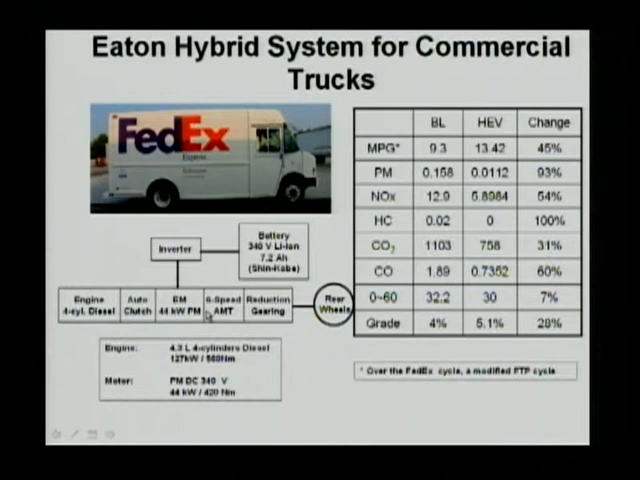 Eaton Hybrid System for Commercial
Trucks
FedEx
Express
BL HEV Change
MPG* 9.3 13.42 45%
PM 0.158 0.0112 93%
NOx 12.9 5.8984 54%
HC 0.02 0 100%
CO2 1103 758 31%
CO 1.89 0.7352 60%
0~60 32.2 30 7%
Grade 4% 5.1% 28%
* Over the FedEx cycle, a modified FTP cycle
Battery
340 V Li-Ion
7.2 Ah
(Shin-Kobe)
Inverter
Engine
4-cyl. Diesel
Auto
Clutch
EM
44 kW PM
6-Speed
AMT
Reduction
Gearing
Rear
Wheels
Engine: 4.3 L 4-cylinders Diesel
127kW / 560Nm
Motor: PM DC 340 V
44 kW / 420 Nm